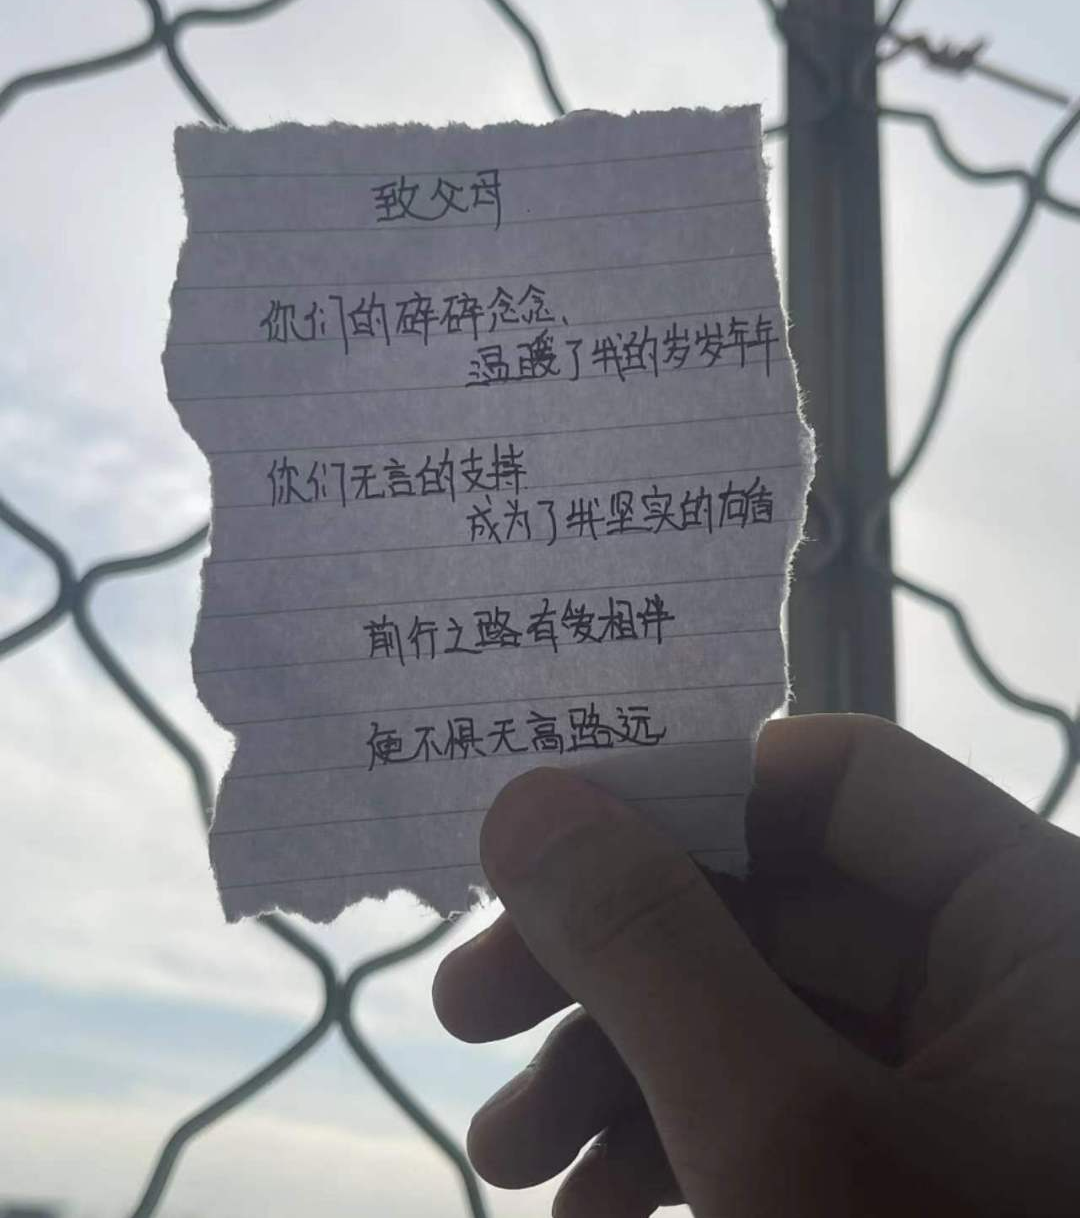 致父母
你们的碎碎念念、
温暖了我的岁岁年年
你们无言的支持
成为了我坚实的后盾
前行之路有爱相伴
便不惧天高路远